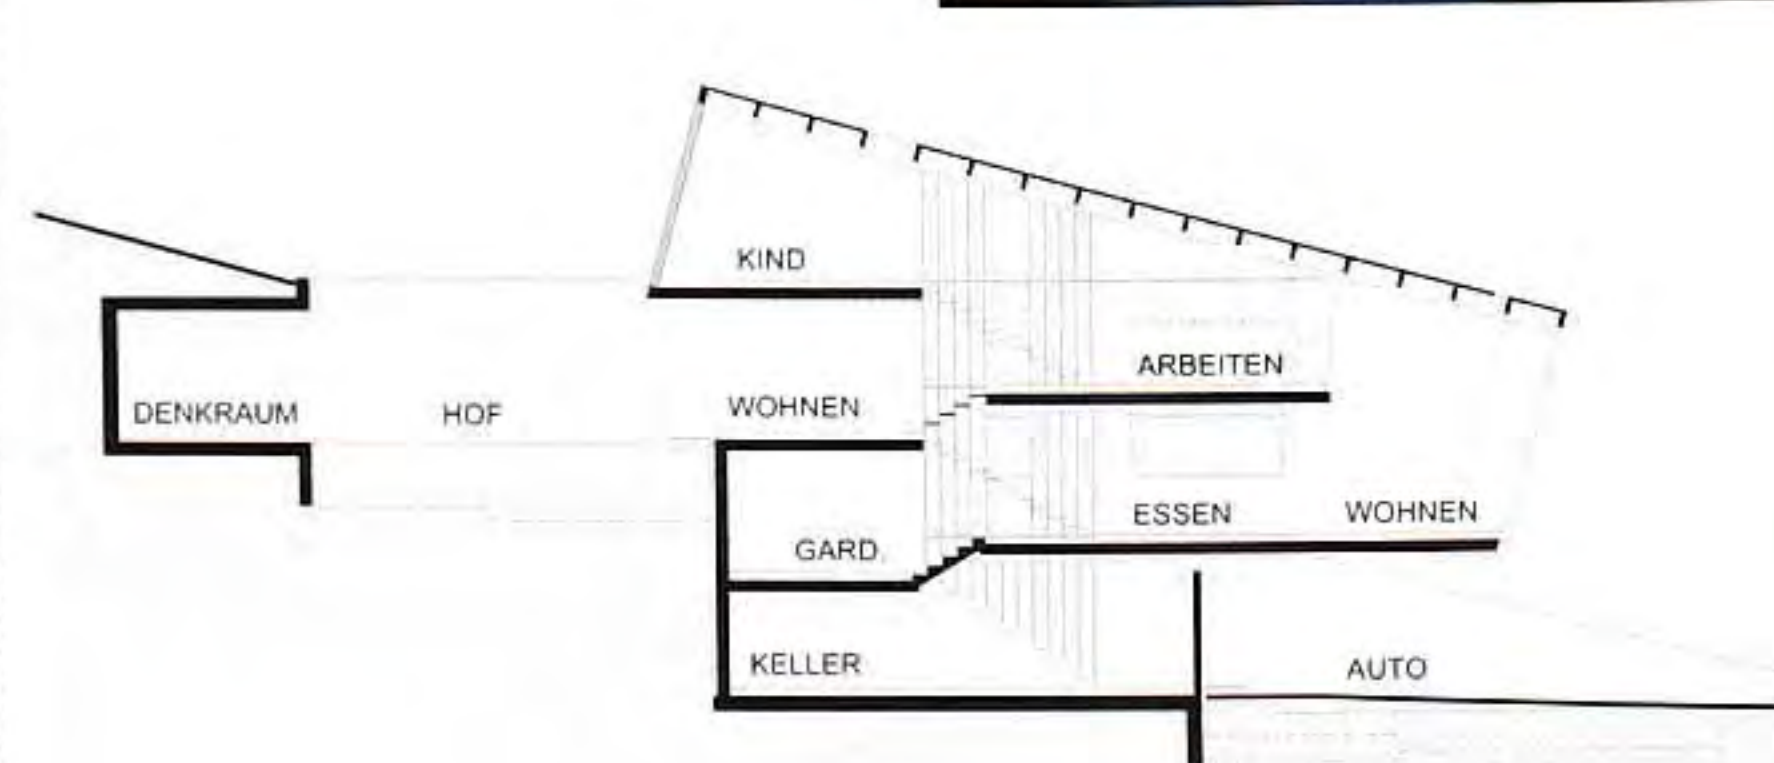 KIND
ARBEITEN
DENKRAUM HOF WOHNEN
ESSEN WOHNEN
GARD.
KELLER AUTO